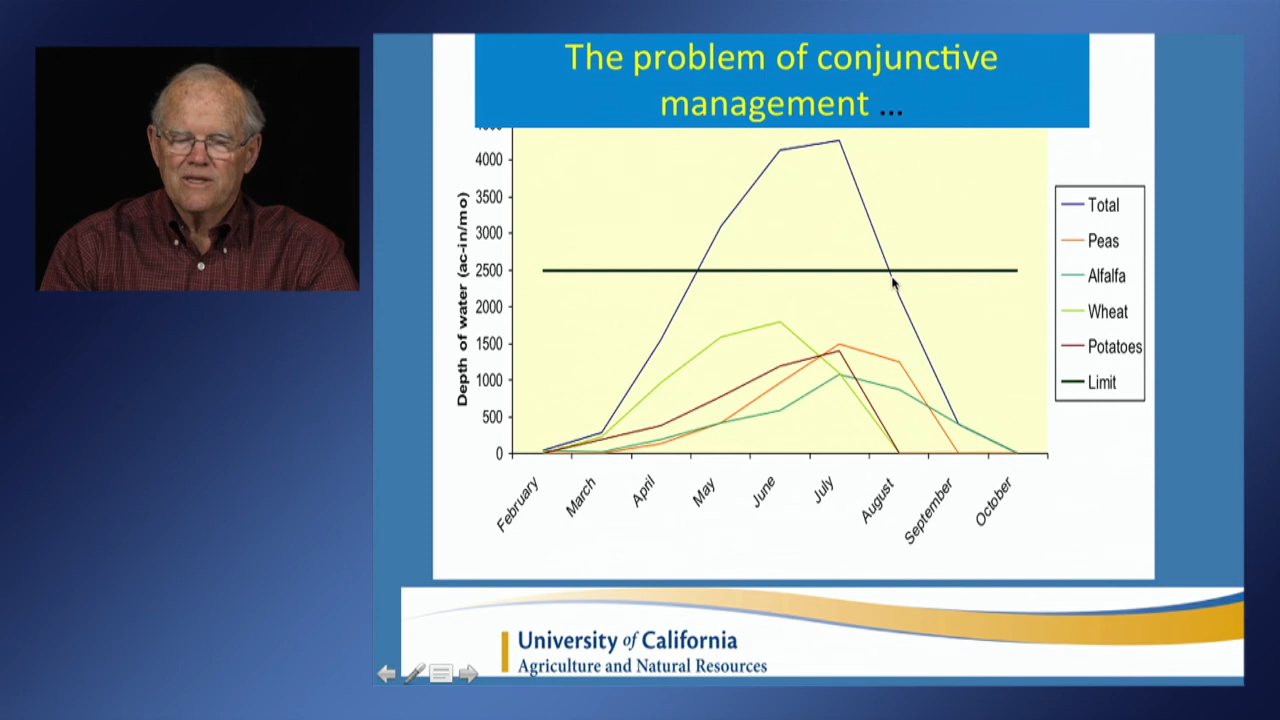 The problem of conjunctive
management ...
4000
3500
3000
2500
2000
1500
1000
500
0
Depth of water (ac-in/mo)
February
March
April
May
June
July
August
September
October
Total
Peas
Alfalfa
Wheat
Potatoes
Limit
University of California
Agriculture and Natural Resources